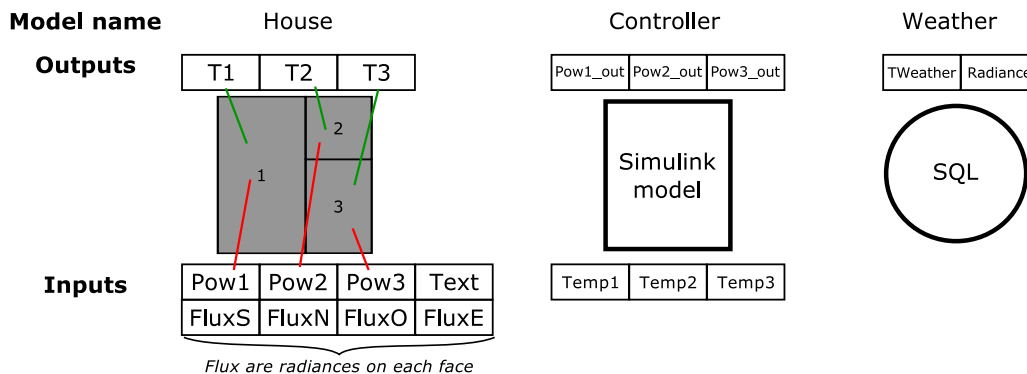 Model name House Controller Weather
Outputs T1 T2 T3 Pow1_out Pow2_out Pow3_out TWeather Radiance
1 2 3
Simulink model
SQL
Inputs Pow1 Pow2 Pow3 Text Temp1 Temp2 Temp3
FluxS FluxN FluxO FluxE
Flux are radiances on each face